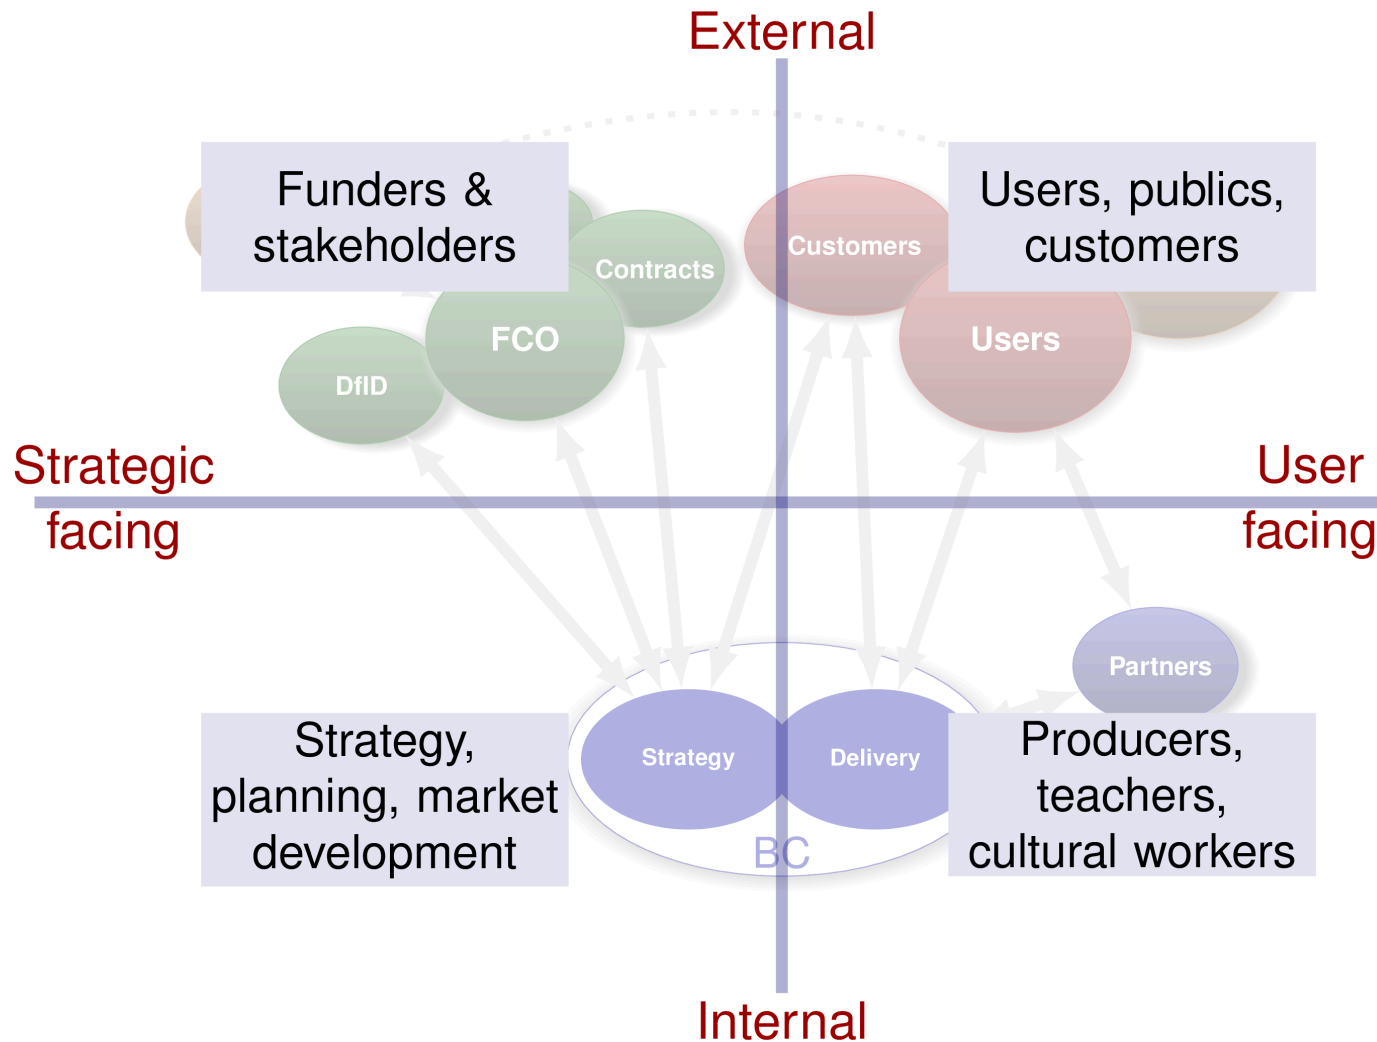 External
Funders &
stakeholders
Users, publics,
customers
Customers
Contracts
FCO
Users
DfID
Strategic
facing
User
facing
Partners
Strategy,
planning, market
development
Strategy
Delivery
BC
Producers,
teachers,
cultural workers
Internal